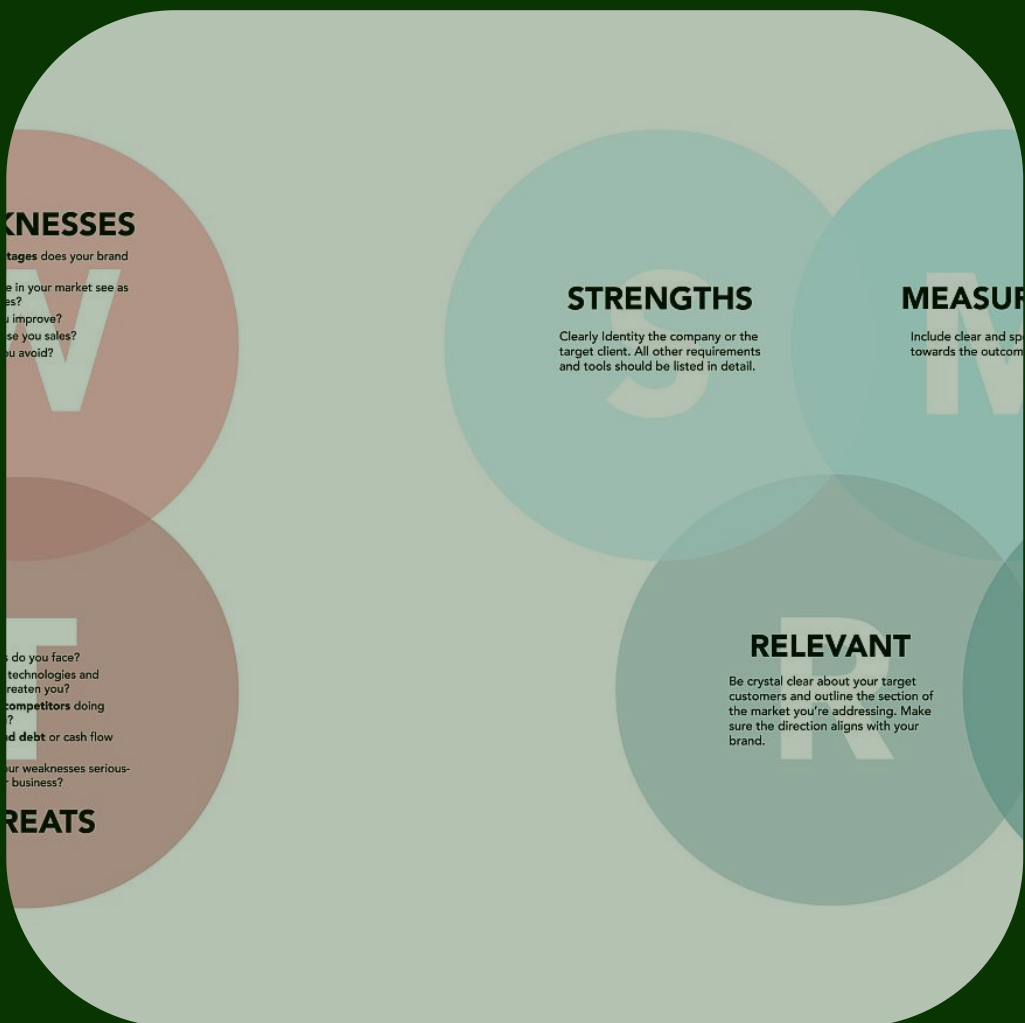 KNESSES
tages does your brand
e in your market see as
es?
u improve?
se you sales?
ou avoid?
W
T
s do you face?
technologies and
reaten you?
competitors doing
?
d debt or cash flow
ur weaknesses serious-
r business?
REATS
S
STRENGTHS
Clearly Identity the company or the
target client. All other requirements
and tools should be listed in detail.
M
MEASUR
Include clear and sp
towards the outcom
R
RELEVANT
Be crystal clear about your target
customers and outline the section of
the market you're addressing. Make
sure the direction aligns with your
brand.